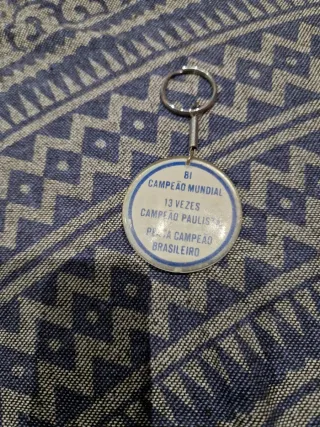 BI
CAMPEÃO MUNDIAL
13 VEZES
CAMPEÃO PAULISTA
PENTA CAMPEÃO
BRASILEIRO